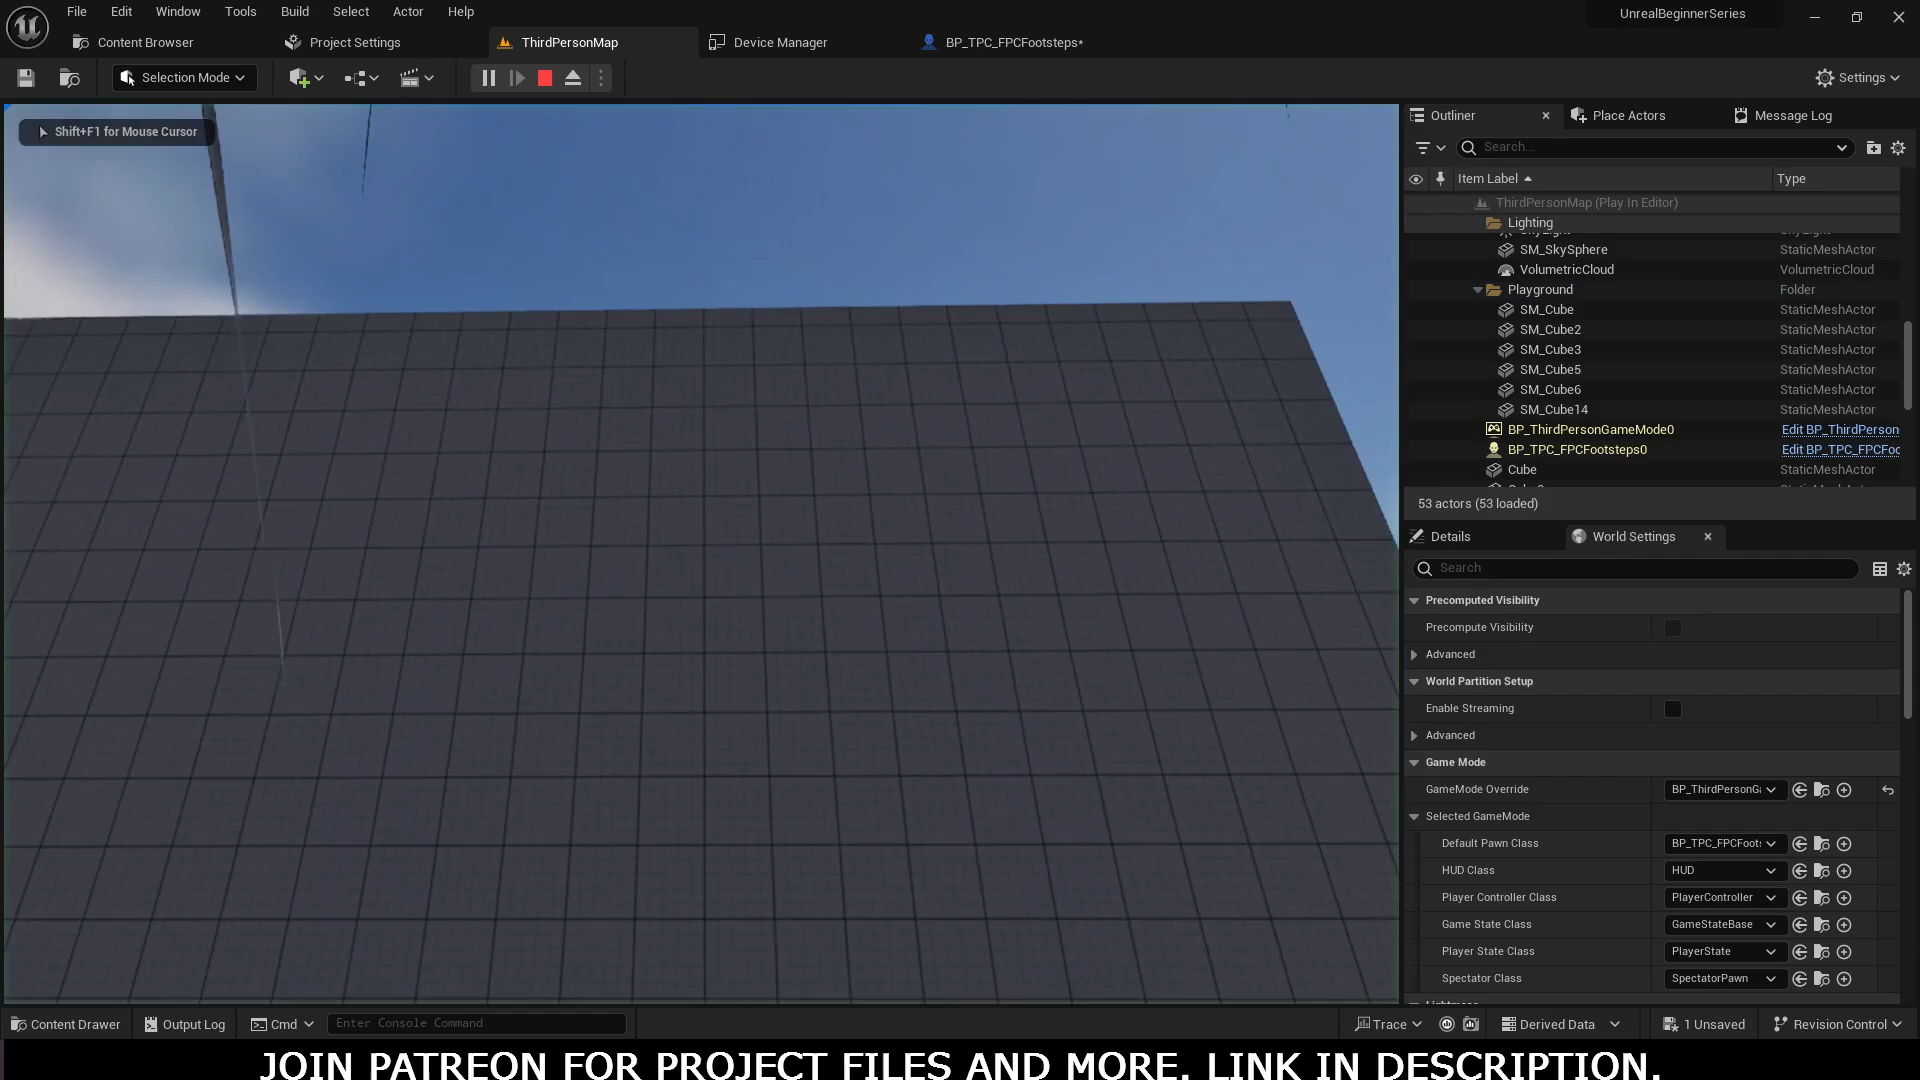 File Edit Window Tools Build Select Actor Help
UnrealBeginnerSeries
Content Browser
Project Settings
ThirdPersonMap
Device Manager
BP_TPC_FPCFootsteps*
Selection Mode
Settings
Shift+F1 for Mouse Cursor
Outliner
Place Actors
Message Log
Search...
Item Label
Type
ThirdPersonMap (Play In Editor)
Lighting
SM_SkySphere StaticMeshActor
VolumetricCloud VolumetricCloud
Playground Folder
SM_Cube StaticMeshActor
SM_Cube2 StaticMeshActor
SM_Cube3 StaticMeshActor
SM_Cube5 StaticMeshActor
SM_Cube6 StaticMeshActor
SM_Cube14 StaticMeshActor
BP_ThirdPersonGameMode0 Edit BP_ThirdPerson
BP_TPC_FPCFootsteps0 Edit BP_TPC_FPCFoo
Cube StaticMeshActor
53 actors (53 loaded)
Details
World Settings
Search
Precomputed Visibility
Precompute Visibility
Advanced
World Partition Setup
Enable Streaming
Advanced
Game Mode
GameMode Override BP_ThirdPersonGa
Selected GameMode
Default Pawn Class BP_TPC_FPCFoots
HUD Class HUD
Player Controller Class PlayerController
Game State Class GameStateBase
Player State Class PlayerState
Spectator Class SpectatorPawn
Content Drawer
Output Log
Cmd
Enter Console Command
Trace
Derived Data
1 Unsaved
Revision Control
JOIN PATREON FOR PROJECT FILES AND MORE. LINK IN DESCRIPTION.